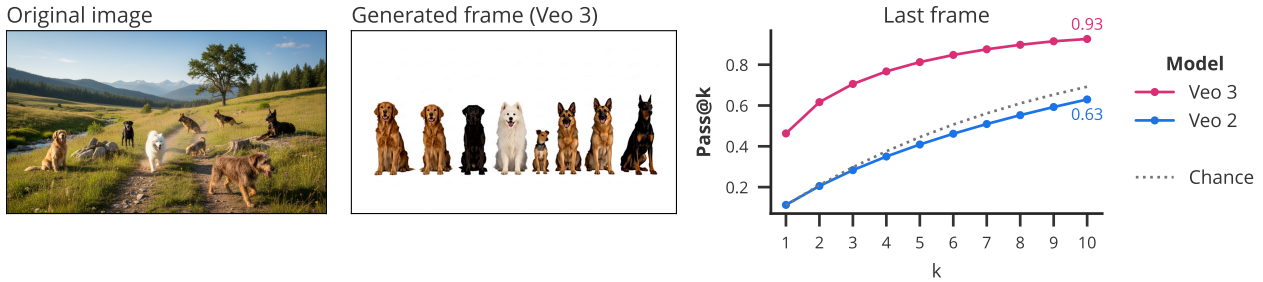 Original image
Generated frame (Veo 3)
Last frame
0.93
0.63
Pass@k
0.8
0.6
0.4
0.2
1 2 3 4 5 6 7 8 9 10
k
Model
Veo 3
Veo 2
Chance